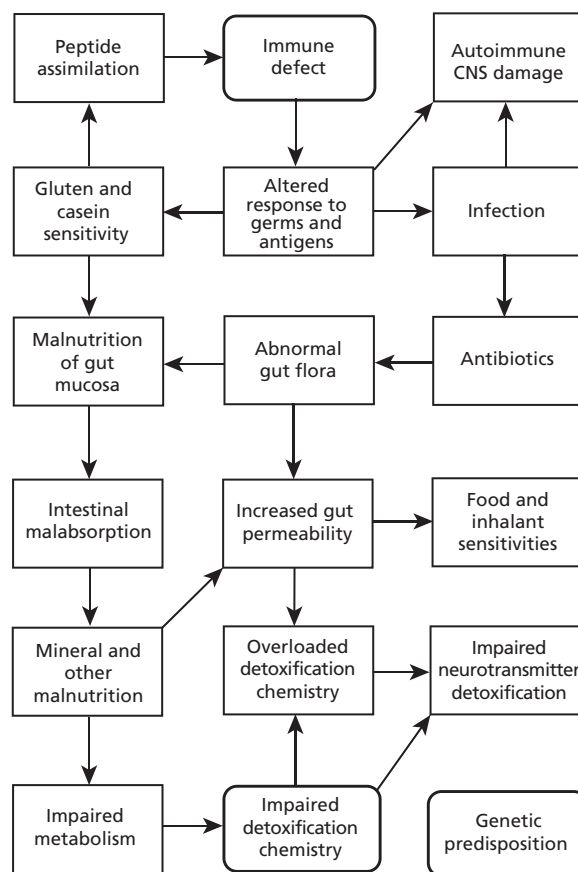 Peptide
assimilation
Immune
defect
Autoimmune
CNS damage
Gluten and
casein
sensitivity
Altered
response to
germs and
antigens
Infection
Malnutrition
of gut
mucosa
Abnormal
gut flora
Antibiotics
Intestinal
malabsorption
Increased gut
permeability
Food and
inhalant
sensitivities
Mineral and
other
malnutrition
Overloaded
detoxification
chemistry
Impaired
neurotransmitter
detoxification
Impaired
metabolism
Impaired
detoxification
chemistry
Genetic
predisposition